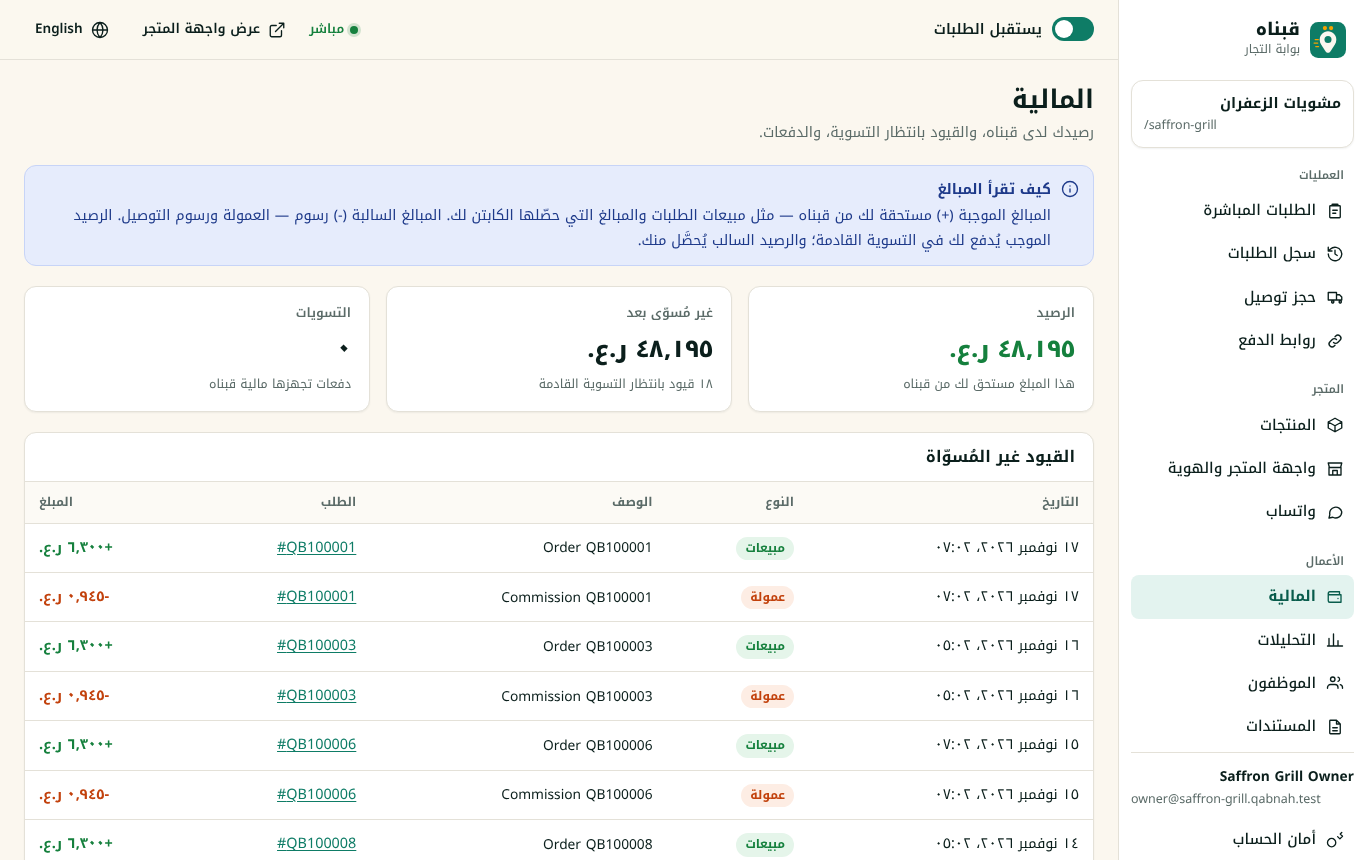 قبناه
بوابة التجار
مشويات الزعفران
/saffron-grill
العمليات
الطلبات المباشرة
سجل الطلبات
حجز توصيل
روابط الدفع
المتجر
المنتجات
واجهة المتجر والهوية
واتساب
الأعمال
المالية
التحليلات
الموظفون
المستندات
Saffron Grill Owner
owner@saffron-grill.qabnah.test
أمان الحساب
يستقبل الطلبات
مباشر
عرض واجهة المتجر
English
المالية
رصيدك لدى قبناه، والقيود بانتظار التسوية، والدفعات.
كيف تقرأ المبالغ
المبالغ الموجبة (+) مستحقة لك من قبناه — مثل مبيعات الطلبات والمبالغ التي حصّلها الكابتن لك. المبالغ السالبة (-) رسوم — العمولة ورسوم التوصيل. الرصيد
الموجب يُدفع لك في التسوية القادمة؛ والرصيد السالب يُحصَّل منك.
الرصيد
٤٨,١٩٥ ر.ع.
هذا المبلغ مستحق لك من قبناه
غير مُسوّى بعد
٤٨,١٩٥ ر.ع.
١٨ قيود بانتظار التسوية القادمة
التسويات
٠
دفعات تجهزها مالية قبناه
القيود غير المُسوّاة
التاريخ النوع الوصف الطلب المبلغ
١٧ نوفمبر ٢٠٢٦، ٠٧:٠٢ مبيعات Order QB100001 #QB100001 +٦,٣٠٠ ر.ع.
١٧ نوفمبر ٢٠٢٦، ٠٧:٠٢ عمولة Commission QB100001 #QB100001 -٠,٩٤٥ ر.ع.
١٦ نوفمبر ٢٠٢٦، ٠٥:٠٢ مبيعات Order QB100003 #QB100003 +٦,٣٠٠ ر.ع.
١٦ نوفمبر ٢٠٢٦، ٠٥:٠٢ عمولة Commission QB100003 #QB100003 -٠,٩٤٥ ر.ع.
١٥ نوفمبر ٢٠٢٦، ٠٧:٠٢ مبيعات Order QB100006 #QB100006 +٦,٣٠٠ ر.ع.
١٥ نوفمبر ٢٠٢٦، ٠٧:٠٢ عمولة Commission QB100006 #QB100006 -٠,٩٤٥ ر.ع.
١٤ نوفمبر ٢٠٢٦، ٠٥:٠٢ مبيعات Order QB100008 #QB100008 +٦,٣٠٠ ر.ع.